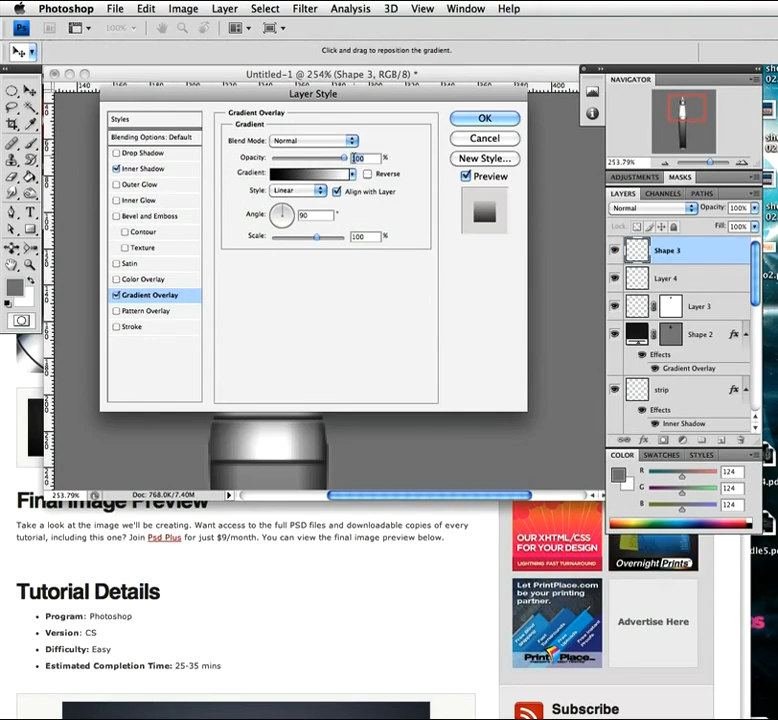 Photoshop File Edit Image Layer Select Filter Analysis 3D View Window Help
100%
Click and drag to reposition the gradient.
Untitled-1 @ 254% (Shape 3, RGB/8) *
Layer Style
Styles
Blending Options: Default
Drop Shadow
Inner Shadow
Outer Glow
Inner Glow
Bevel and Emboss
Contour
Texture
Satin
Color Overlay
Gradient Overlay
Pattern Overlay
Stroke
Gradient Overlay
Gradient
Blend Mode: Normal
Opacity: 100 %
Gradient: Reverse
Style: Linear Align with Layer
Angle: 90 °
Scale: 100 %
OK
Cancel
New Style...
Preview
NAVIGATOR
253.79%
ADJUSTMENTS MASKS
LAYERS CHANNELS PATHS
Normal Opacity: 100%
Lock: Fill: 100%
Shape 3
Layer 4
Layer 3
Shape 2 fx
Effects
Gradient Overlay
strip fx
Effects
Inner Shadow
COLOR SWATCHES STYLES
R 124
G 124
B 124
253.79% Doc: 768.0K/7.40M
Final Image Preview
Take a look at the image we'll be creating. Want access to the full PSD files and downloadable copies of every
tutorial, including this one? Join Psd Plus for just $9/month. You can view the final image preview below.
Tutorial Details
Program: Photoshop
Version: CS
Difficulty: Easy
Estimated Completion Time: 25-35 mins
OUR XHTML/CSS
FOR YOUR DESIGN
LIGHTNING FAST TURNAROUND
Overnight Prints
Let PrintPlace.com
be your printing
partner.
PrintPlace.com
Advertise Here
Subscribe